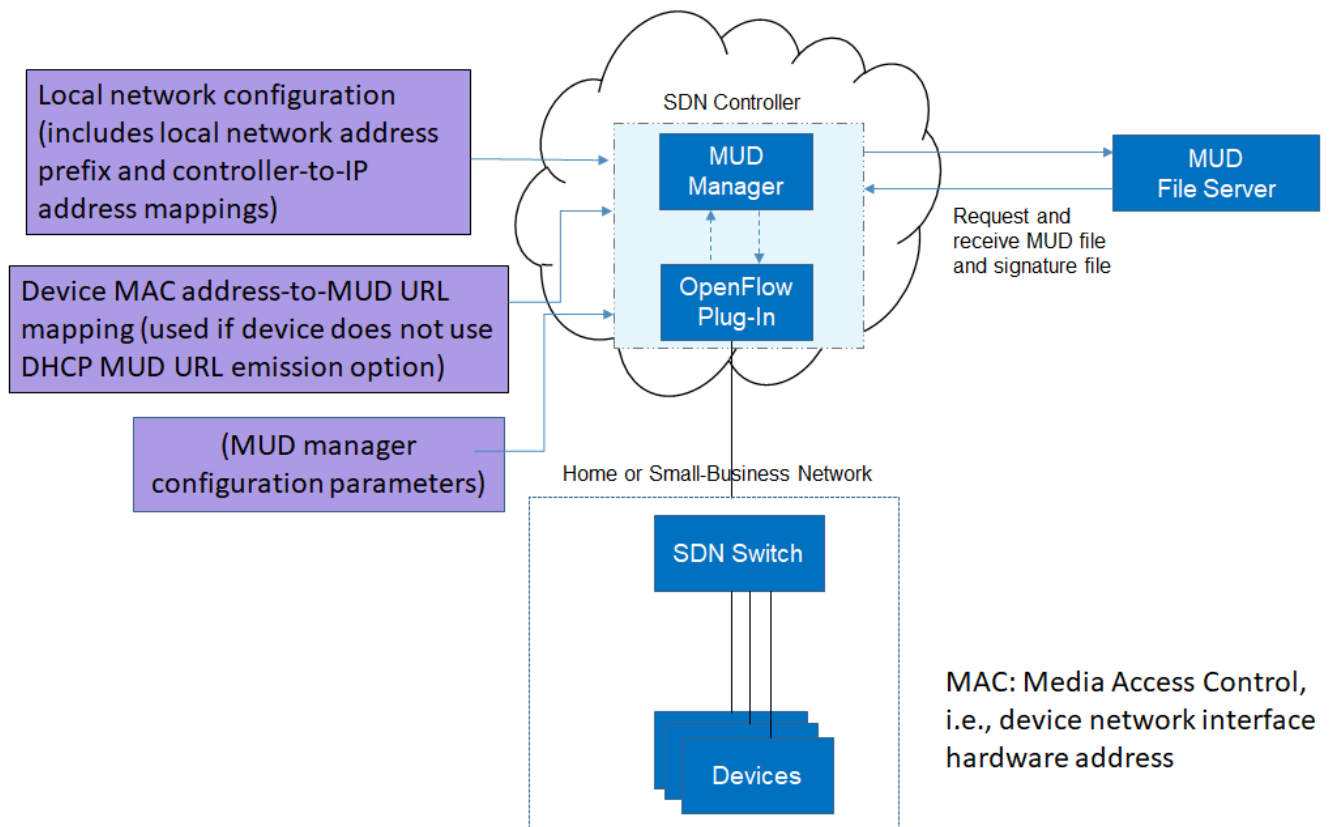 Local network configuration
(includes local network address
prefix and controller-to-IP
address mappings)
Device MAC address-to-MUD URL
mapping (used if device does not use
DHCP MUD URL emission option)
(MUD manager
configuration parameters)
SDN Controller
MUD
Manager
OpenFlow
Plug-In
MUD
File Server
Request and
receive MUD file
and signature file
Home or Small-Business Network
SDN Switch
Devices
MAC: Media Access Control,
i.e., device network interface
hardware address